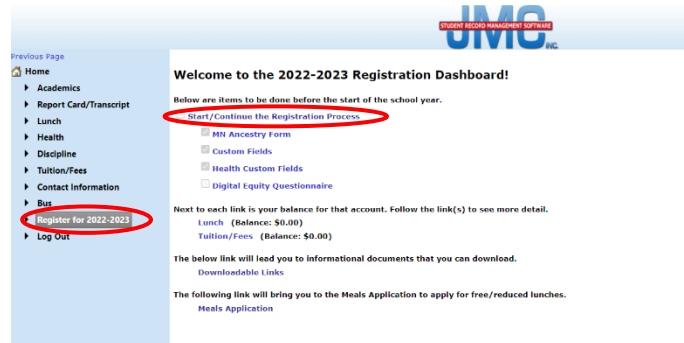 STUDENT RECORD MANAGEMENT SOFTWARE
JMC
INC.
Previous Page
Home
Academics
Report Card/Transcript
Lunch
Health
Discipline
Tuition/Fees
Contact Information
Bus
Register for 2022-2023
Log Out
Welcome to the 2022-2023 Registration Dashboard!
Below are items to be done before the start of the school year.
Start/Continue the Registration Process
MN Ancestry Form
Custom Fields
Health Custom Fields
Digital Equity Questionnaire
Next to each link is your balance for that account. Follow the link(s) to see more detail.
Lunch (Balance: $0.00)
Tuition/Fees (Balance: $0.00)
The below link will lead you to informational documents that you can download.
Downloadable Links
The following link will bring you to the Meals Application to apply for free/reduced lunches.
Meals Application